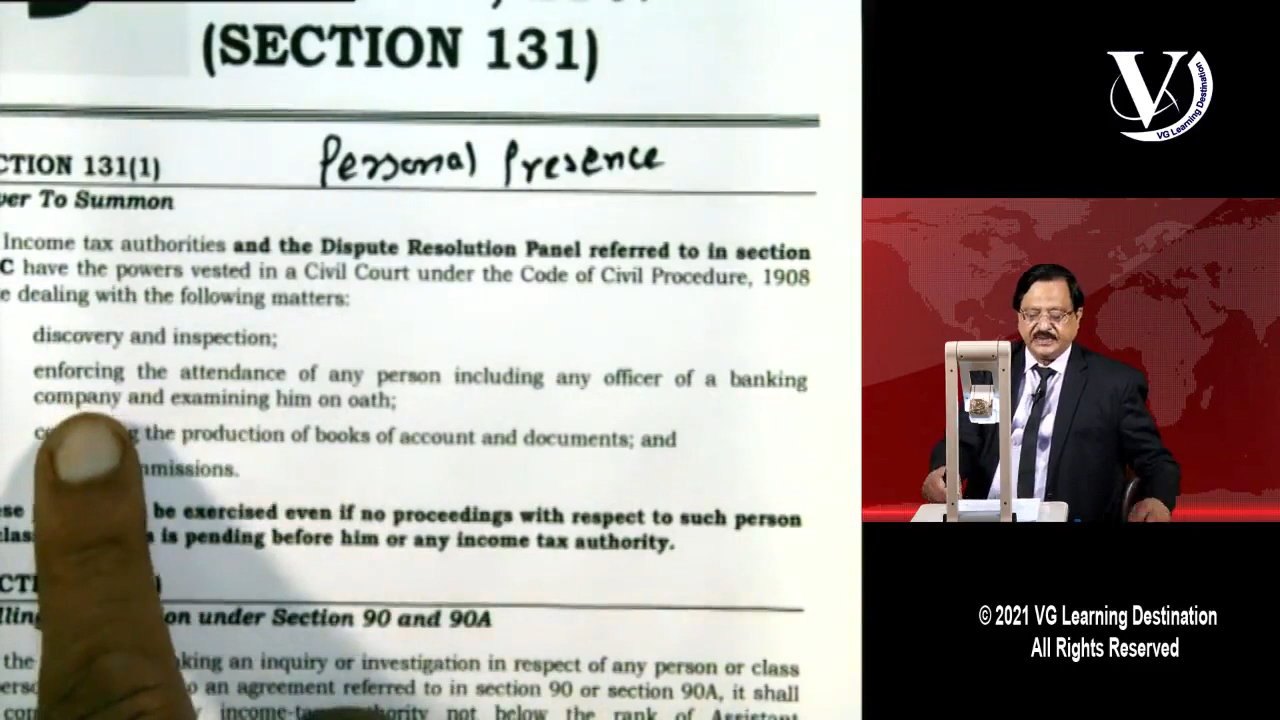 (SECTION 131)
131(1)
Personal Presence
To Summon
Income tax authorities and the Dispute Resolution Panel referred to in section
C have the powers vested in a Civil Court under the Code of Civil Procedure, 1908
dealing with the following matters:
discovery and inspection;
enforcing the attendance of any person including any officer of a banking
company and examining him on oath;
the production of books of account and documents; and
be exercised even if no proceedings with respect to such person
is pending before him or any income tax authority.
under Section 90 and 90A
the an inquiry or investigation in respect of any person or class
an agreement referred to in section 90 or section 90A, it shall
not below the rank of Assistant
V
VG Learning Destination
© 2021 VG Learning Destination
All Rights Reserved